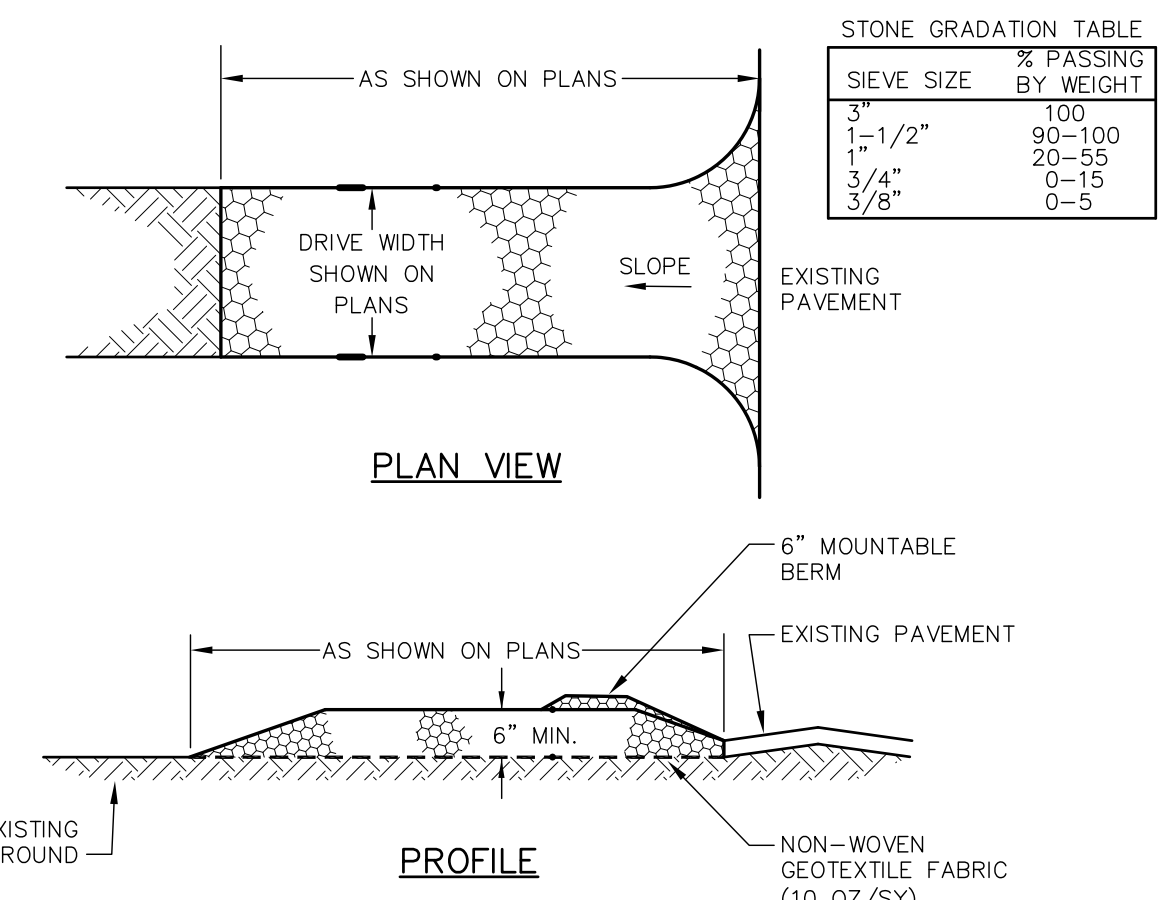 STONE GRADATION TABLE
SIEVE SIZE % PASSING BY WEIGHT
3” 100
1-1/2” 90-100
1” 20-55
3/4” 0-15
3/8” 0-5
AS SHOWN ON PLANS
DRIVE WIDTH
SHOWN ON
PLANS
SLOPE
EXISTING
PAVEMENT
PLAN VIEW
6” MOUNTABLE
BERM
EXISTING PAVEMENT
AS SHOWN ON PLANS
6” MIN.
XISTING
ROUND
PROFILE
NON-WOVEN
GEOTEXTILE FABRIC
(10 OZ/SY)